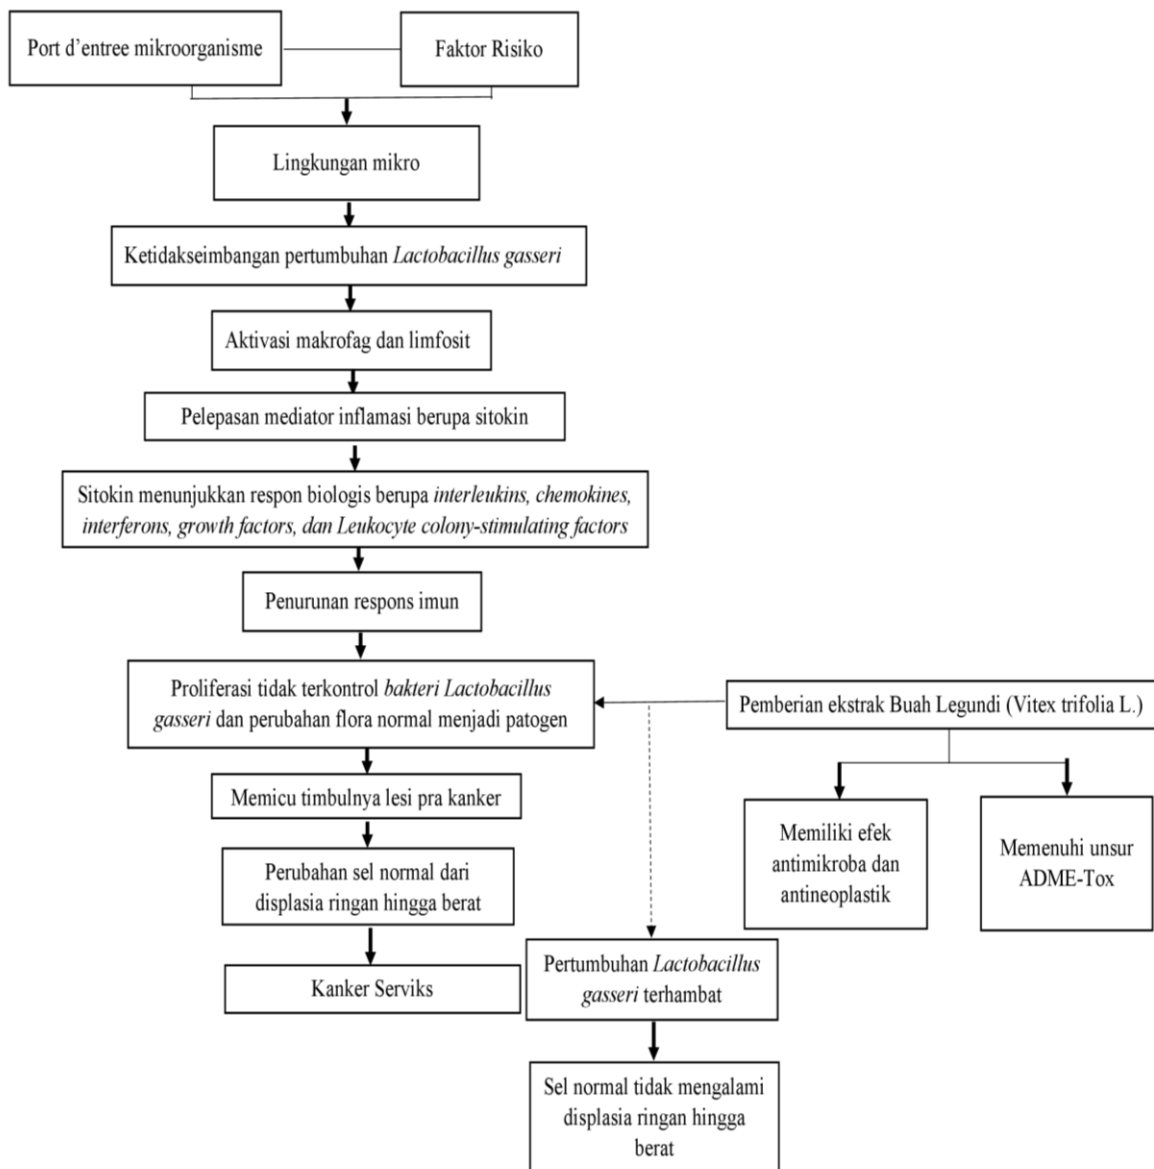 Port d’entree mikroorganisme
Faktor Risiko
Lingkungan mikro
Ketidakseimbangan pertumbuhan Lactobacillus gasseri
Aktivasi makrofag dan limfosit
Pelepasan mediator inflamasi berupa sitokin
Sitokin menunjukkan respon biologis berupa interleukins, chemokines,
interferons, growth factors, dan Leukocyte colony-stimulating factors
Penurunan respons imun
Proliferasi tidak terkontrol bakteri Lactobacillus
gasseri dan perubahan flora normal menjadi patogen
Pemberian ekstrak Buah Legundi (Vitex trifolia L.)
Memicu timbulnya lesi pra kanker
Memiliki efek
antimikroba dan
antineoplastik
Memenuhi unsur
ADME-Tox
Perubahan sel normal dari
displasia ringan hingga berat
Kanker Serviks
Pertumbuhan Lactobacillus
gasseri terhambat
Sel normal tidak mengalami
displasia ringan hingga
berat